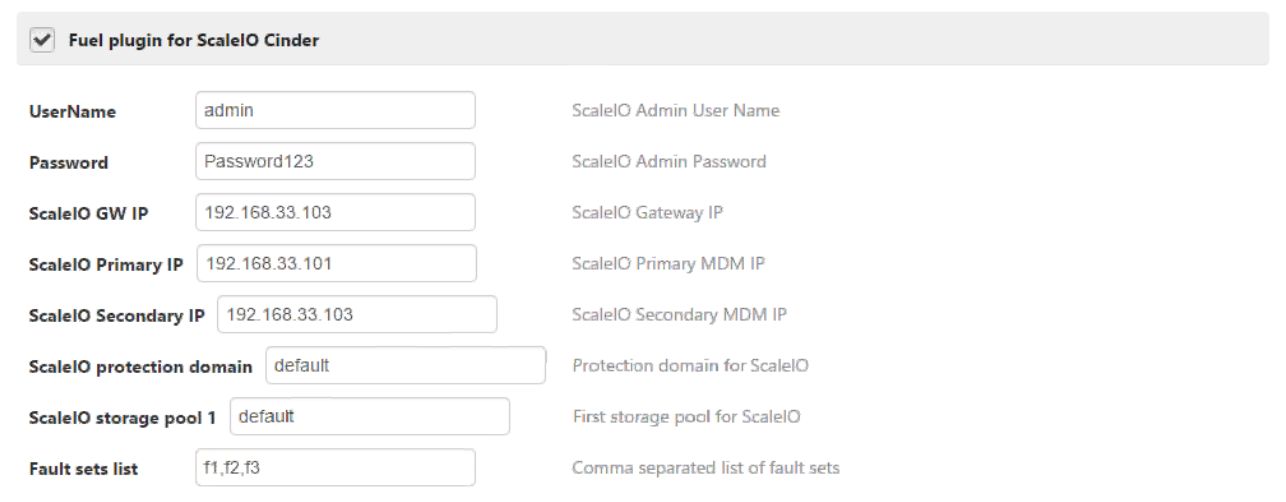 Fuel plugin for ScaleIO Cinder
UserName admin ScaleIO Admin User Name
Password Password123 ScaleIO Admin Password
ScaleIO GW IP 192.168.33.103 ScaleIO Gateway IP
ScaleIO Primary IP 192.168.33.101 ScaleIO Primary MDM IP
ScaleIO Secondary IP 192.168.33.103 ScaleIO Secondary MDM IP
ScaleIO protection domain default Protection domain for ScaleIO
ScaleIO storage pool 1 default First storage pool for ScaleIO
Fault sets list f1,f2,f3 Comma separated list of fault sets